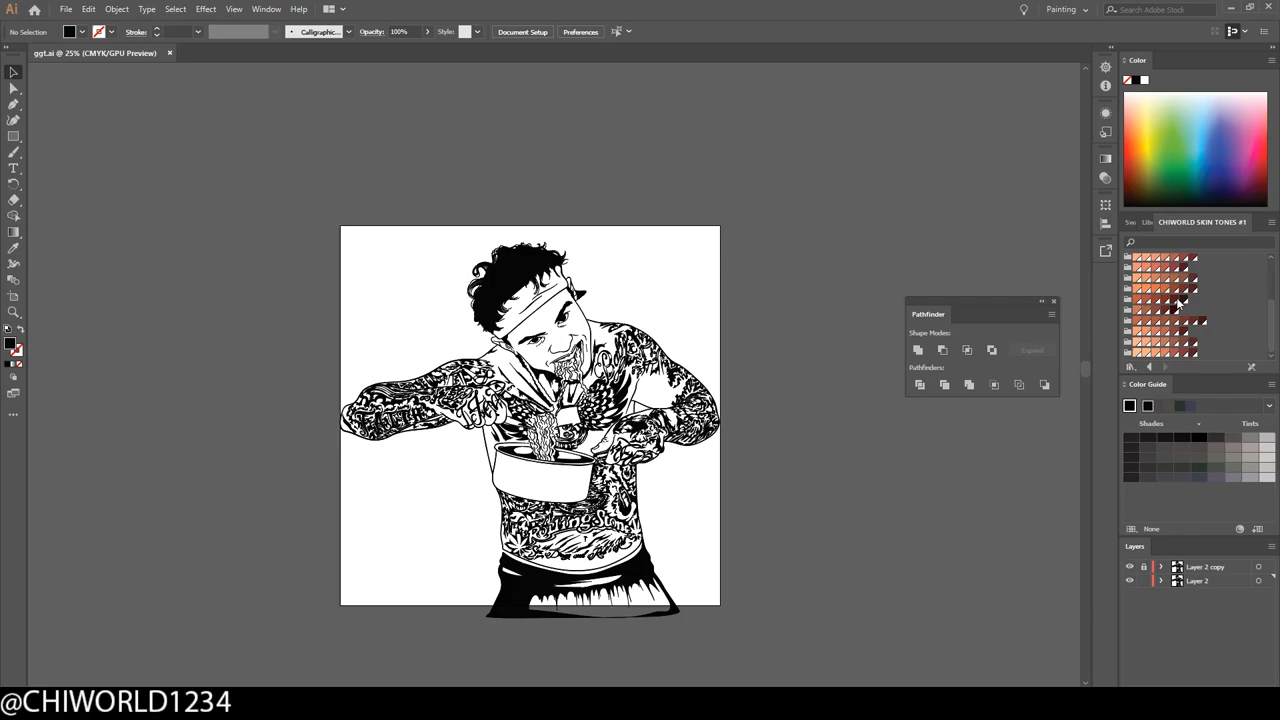 Ai File Edit Object Type Select Effect View Window Help
Painting
Search Adobe Stock
No Selection
Stroke:
Calligraphic...
Opacity: 100%
Style:
Document Setup
Preferences
ggt.ai @ 25% (CMYK/GPU Preview)
Color
CHIWORLD SKIN TONES #1
Pathfinder
Shape Modes:
Expand
Pathfinders:
Color Guide
Shades
Tints
None
Layers
Layer 2 copy
Layer 2
@CHIWORLD1234